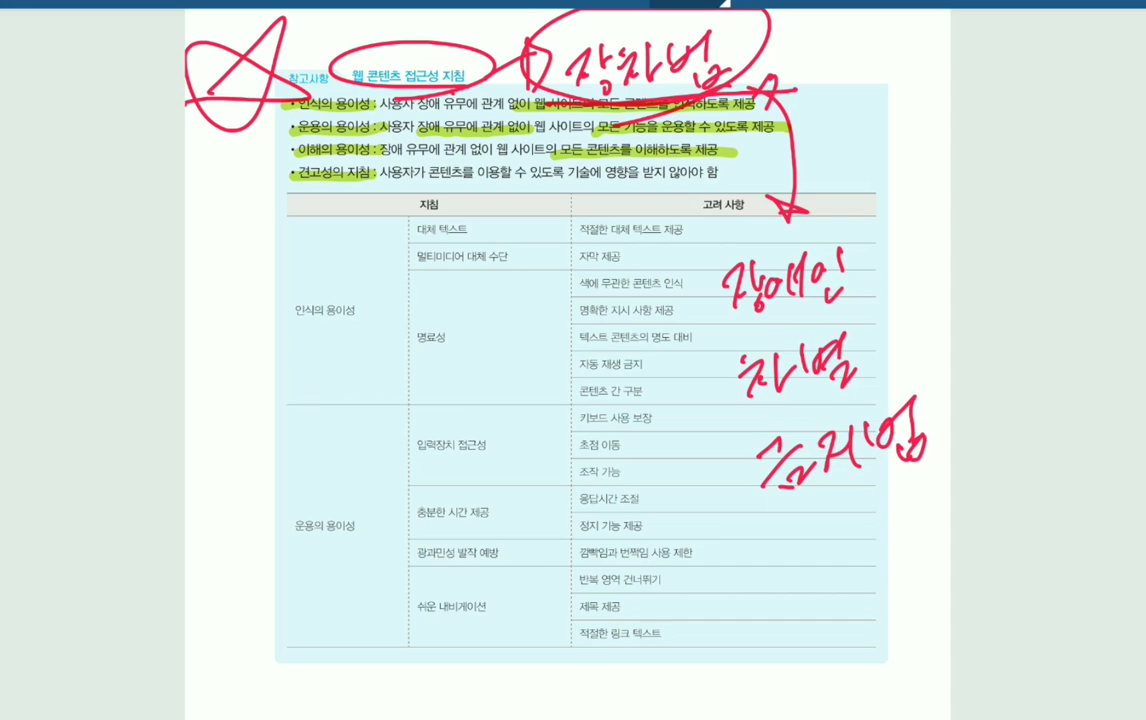 참고사항 웹 콘텐츠 접근성 지침 장차법
• 인식의 용이성 : 사용자 장애 유무에 관계 없이 웹 사이트의 모든 콘텐츠를 인식하도록 제공
• 운용의 용이성 : 사용자 장애 유무에 관계 없이 웹 사이트의 모든 기능을 운용할 수 있도록 제공
• 이해의 용이성 : 장애 유무에 관계 없이 웹 사이트의 모든 콘텐츠를 이해하도록 제공
• 견고성의 지침 : 사용자가 콘텐츠를 이용할 수 있도록 기술에 영향을 받지 않아야 함
지침 고려 사항
대체 텍스트 적절한 대체 텍스트 제공
멀티미디어 대체 수단 자막 제공
색에 무관한 콘텐츠 인식
장애인
인식의 용이성 명확한 지시 사항 제공
명료성 텍스트 콘텐츠의 명도 대비
자동 재생 금지
차별
콘텐츠 간 구분
키보드 사용 보장
입력장치 접근성 초점 이동
조작 가능
응답시간 조절
충분한 시간 제공
운용의 용이성 정지 기능 제공
광과민성 발작 예방 깜빡임과 번쩍임 사용 제한
반복 영역 건너뛰기
쉬운 내비게이션 제목 제공
적절한 링크 텍스트